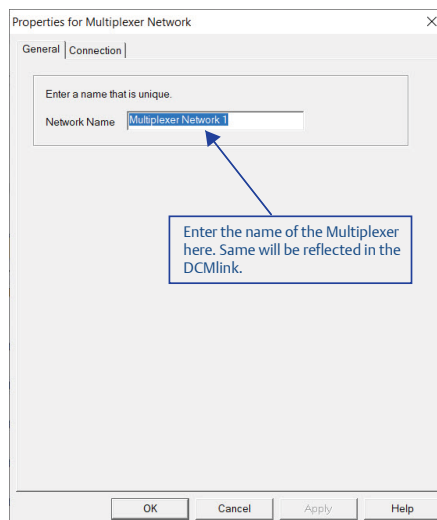 Properties for Multiplexer Network
General Connection
Enter a name that is unique.
Network Name Multiplexer Network 1
Enter the name of the Multiplexer
here. Same will be reflected in the
DCMlink.
OK Cancel Apply Help